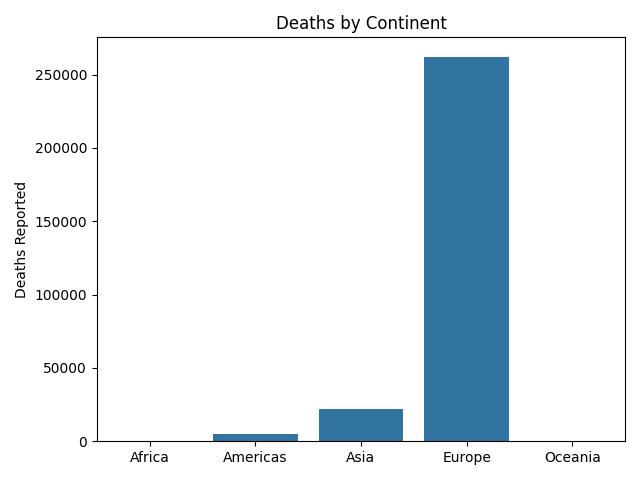 Deaths by Continent
Deaths Reported
250000
200000
150000
100000
50000
0
Africa Americas Asia Europe Oceania